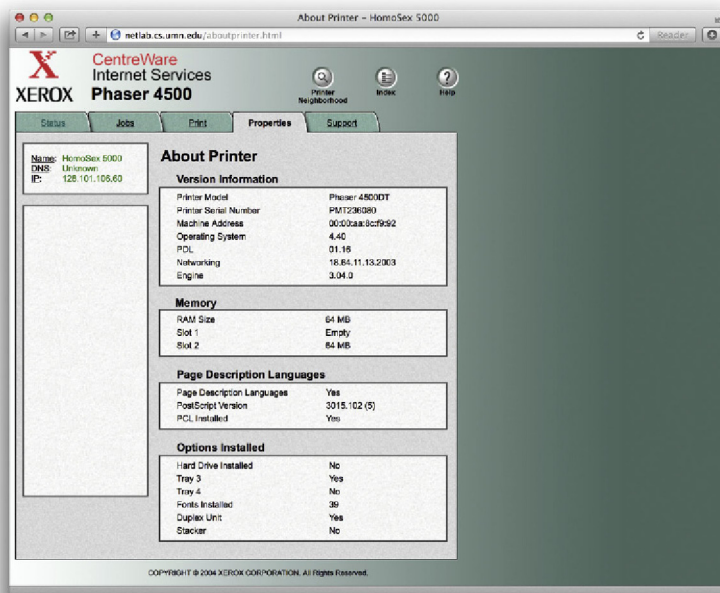 About Printer – HomoSex 5000
netlab.cs.umn.edu/aboutprinter.html
Reader
XEROX
CentreWare
Internet Services
Phaser 4500
Printer
Neighborhood
Index
Help
Status
Jobs
Print
Properties
Support
Name: HomoSex 5000
DNS: Unknown
IP: 128.101.106.60
About Printer
Version Information
Printer Model Phaser 4500DT
Printer Serial Number PMT236080
Machine Address 00:00:aa:8c:f9:92
Operating System 4.40
PDL 01.16
Networking 18.64.11.13.2003
Engine 3.04.0
Memory
RAM Size 64 MB
Slot 1 Empty
Slot 2 64 MB
Page Description Languages
Page Description Languages Yes
PostScript Version 3015.102 (5)
PCL Installed Yes
Options Installed
Hard Drive Installed No
Tray 3 Yes
Tray 4 No
Fonts Installed 39
Duplex Unit Yes
Stacker No
COPYRIGHT © 2004 XEROX CORPORATION. All Rights Reserved.